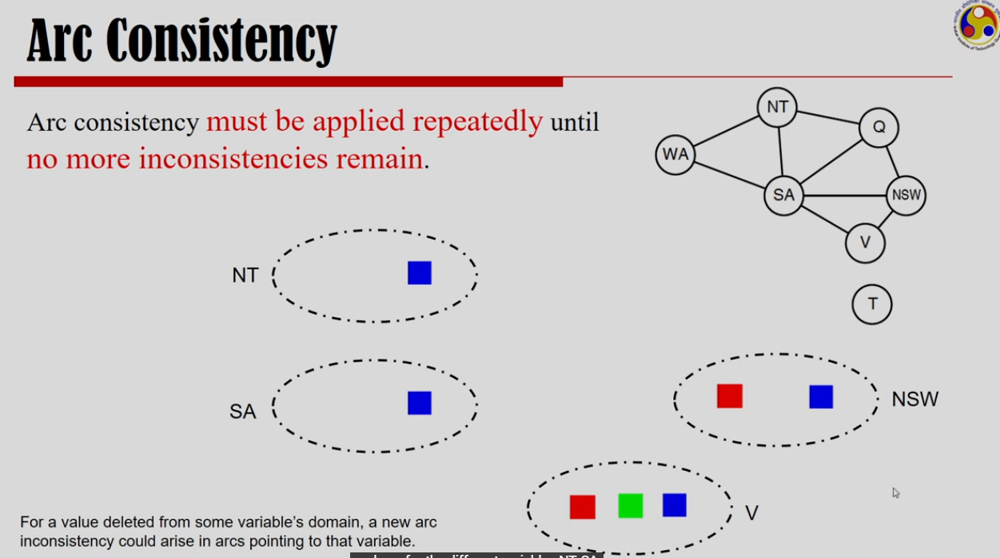 Arc Consistency
Arc consistency must be applied repeatedly until
no more inconsistencies remain.
NT
Q
WA
SA
NSW
V
T
NT
SA
NSW
V
For a value deleted from some variable's domain, a new arc
inconsistency could arise in arcs pointing to that variable.